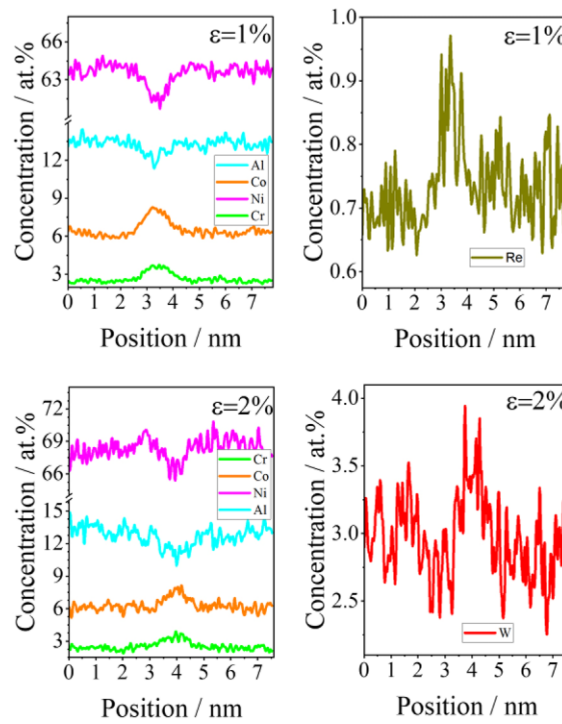 ε=1%
Concentration / at.%
66
63
12
9
6
3
Al
Co
Ni
Cr
0 1 2 3 4 5 6 7
Position / nm
ε=1%
Concentration / at.%
1.0
0.9
0.8
0.7
0.6
Re
0 1 2 3 4 5 6 7
Position / nm
ε=2%
Concentration / at.%
72
69
66
15
12
9
6
3
Cr
Co
Ni
Al
0 1 2 3 4 5 6 7
Position / nm
ε=2%
Concentration / at.%
4.0
3.5
3.0
2.5
W
0 1 2 3 4 5 6 7
Position / nm